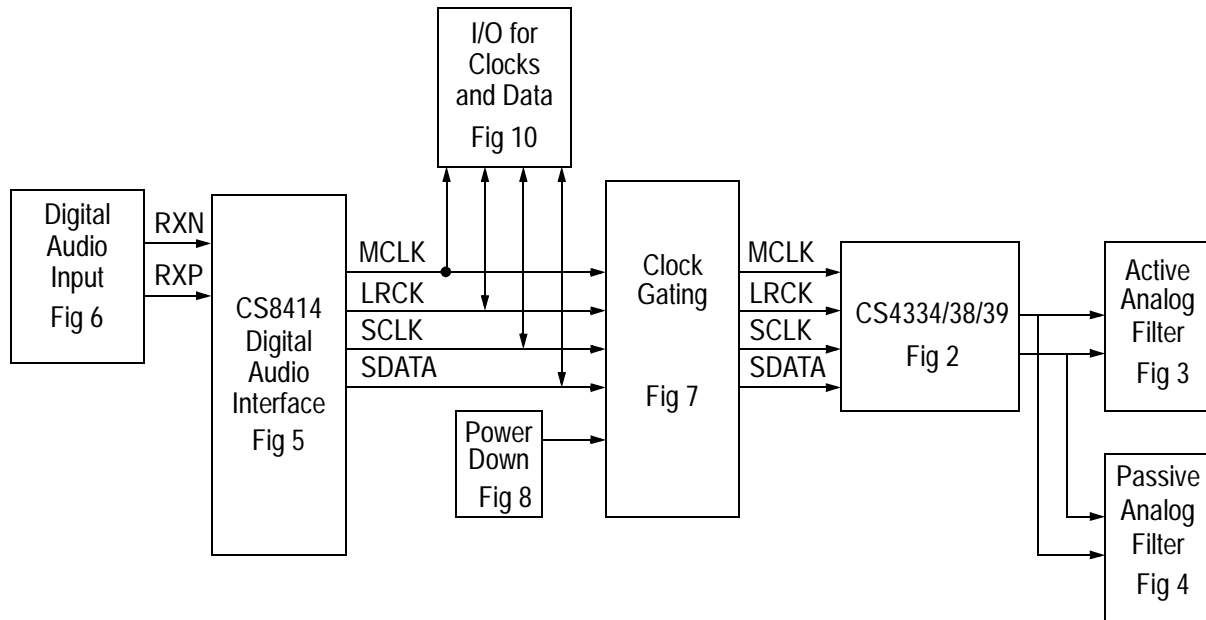 I/O for
Clocks
and Data
Fig 10
Digital
Audio
Input
Fig 6
RXN
RXP
CS8414
Digital
Audio
Interface
Fig 5
MCLK
LRCK
SCLK
SDATA
Power
Down
Fig 8
Clock
Gating
Fig 7
MCLK
LRCK
SCLK
SDATA
CS4334/38/39
Fig 2
Active
Analog
Filter
Fig 3
Passive
Analog
Filter
Fig 4